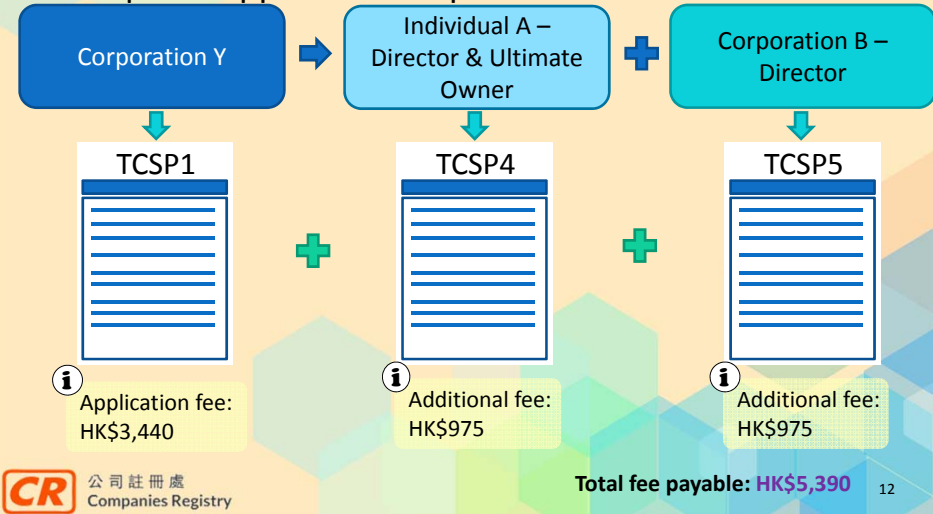 Corporation Y
Individual A –
Director & Ultimate
Owner
Corporation B –
Director
TCSP1
TCSP4
TCSP5
i
Application fee:
HK$3,440
i
Additional fee:
HK$975
i
Additional fee:
HK$975
CR
公司註冊處
Companies Registry
Total fee payable: HK$5,390
12